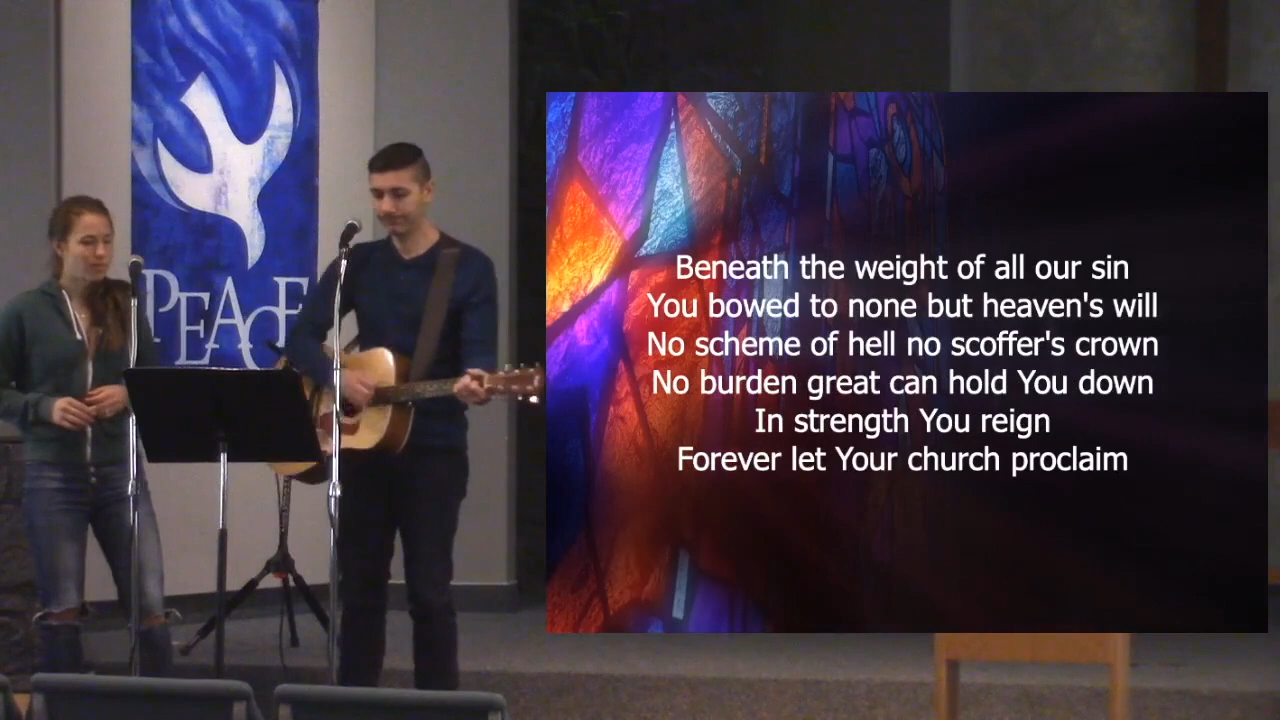 PEACE
Beneath the weight of all our sin
You bowed to none but heaven's will
No scheme of hell no scoffer's crown
No burden great can hold You down
In strength You reign
Forever let Your church proclaim